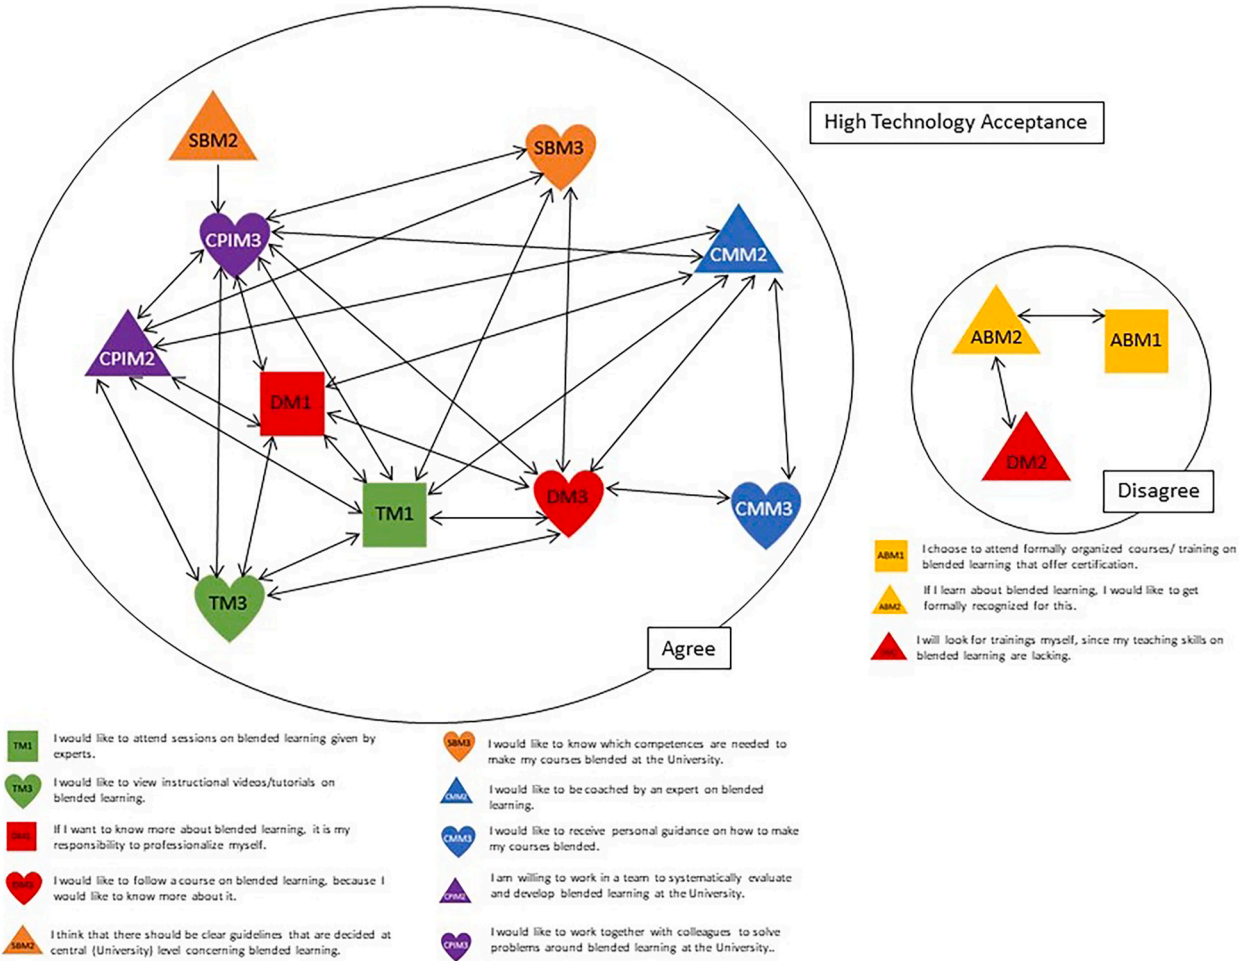 High Technology Acceptance
SBM2
SBM3
CPIM3
CMM2
CPIM2
DM1
TM1
DM3
CMM3
TM3
Agree
ABM2
ABM1
DM2
Disagree
ABM1
I choose to attend formally organized courses/ training on
blended learning that offer certification.
ABM2
If I learn about blended learning, I would like to get
formally recognized for this.
I will look for trainings myself, since my teaching skills on
blended learning are lacking.
TM1
I would like to attend sessions on blended learning given by
experts.
TM3
I would like to view instructional videos/tutorials on
blended learning.
DM1
If I want to know more about blended learning, it is my
responsibility to professionalize myself.
DM3
I would like to follow a course on blended learning, because I
would like to know more about it.
SBM2
I think that there should be clear guidelines that are decided at
central (University) level concerning blended learning.
SBM3
I would like to know which competences are needed to
make my courses blended at the University.
CMM2
I would like to be coached by an expert on blended
learning.
CMM3
I would like to receive personal guidance on how to make
my courses blended.
CPIM2
I am willing to work in a team to systematically evaluate
and develop blended learning at the University.
CPIM3
I would like to work together with colleagues to solve
problems around blended learning at the University..